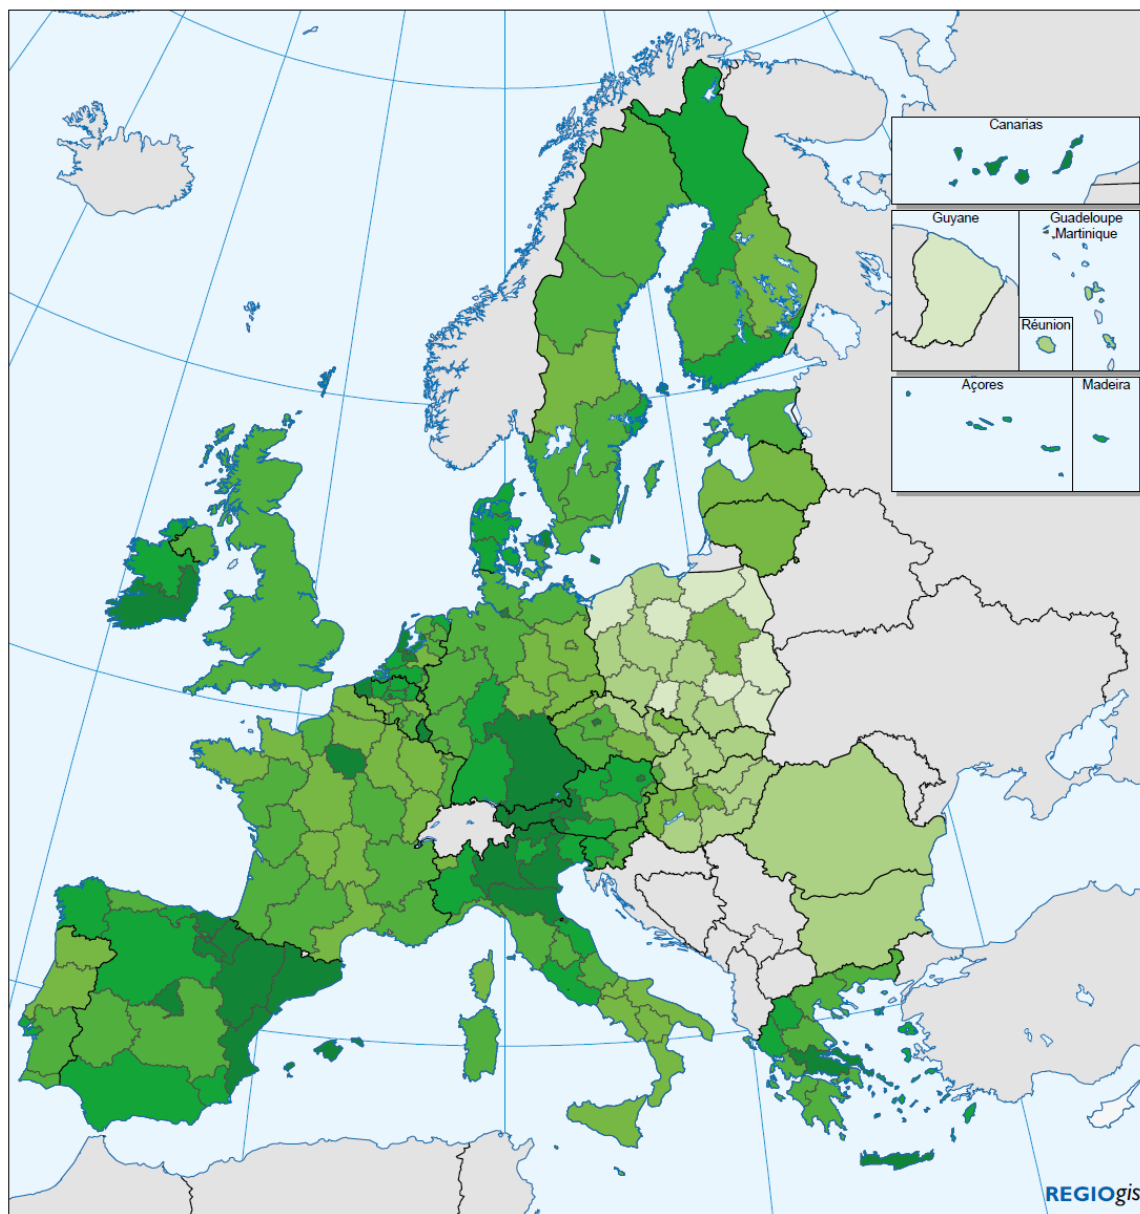 Canarias
Guyane
Guadeloupe
Martinique
Réunion
Açores
Madeira
REGIOgis